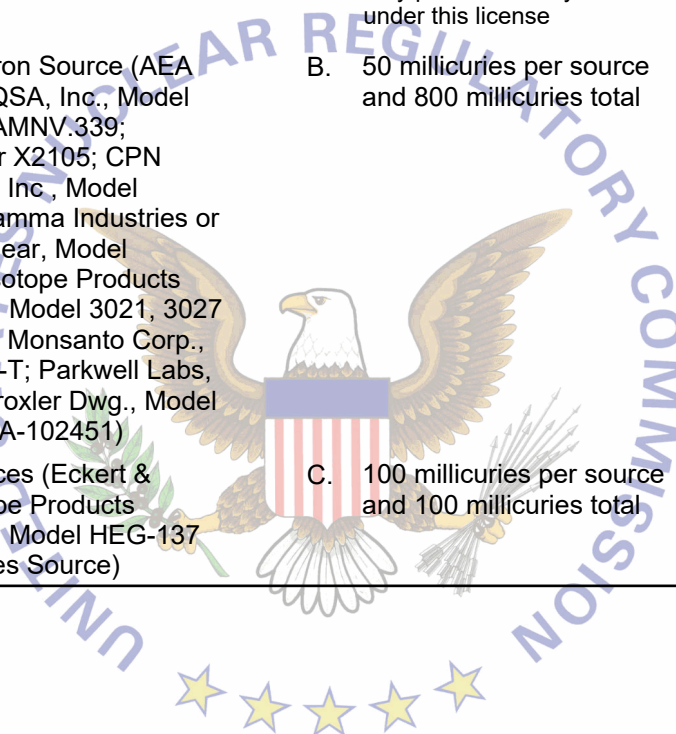 under this license
ron Source (AEA
QSA, Inc., Model
AMNV.339;
r X2105; CPN
Inc , Model
amma Industries or
ear, Model
sotope Products
Model 3021, 3027
Monsanto Corp.,
-T; Parkwell Labs,
roxler Dwg., Model
A-102451)
B. 50 millicuries per source
and 800 millicuries total
ces (Eckert &
pe Products
Model HEG-137
es Source)
C. 100 millicuries per source
and 100 millicuries total
UNITED STATES NUCLEAR REGULATORY COMMISSION